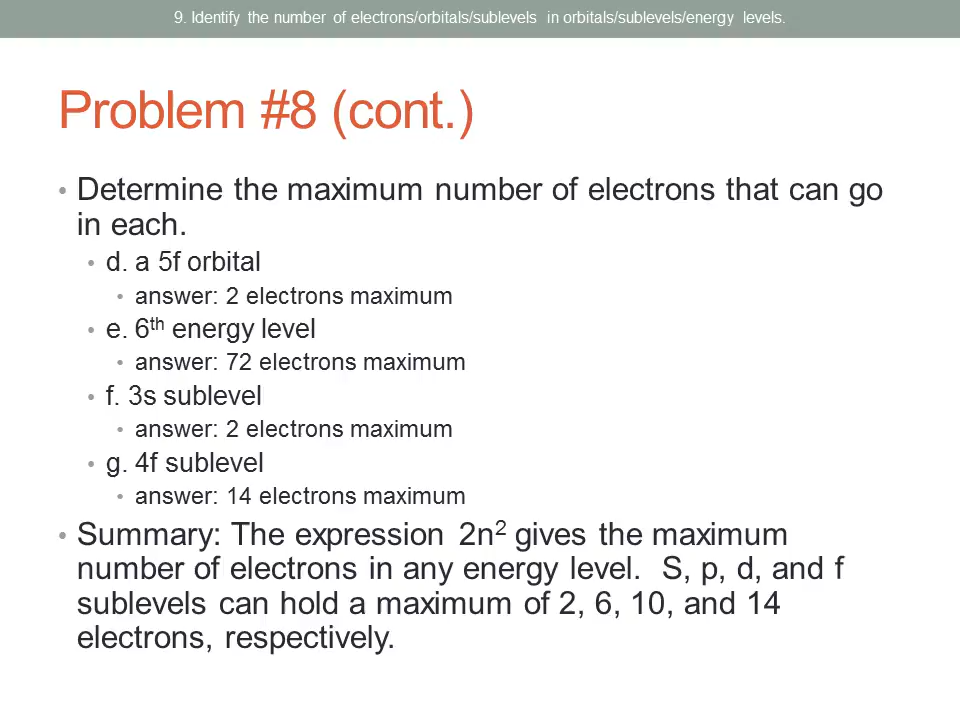 9. Identify the number of electrons/orbitals/sublevels in orbitals/sublevels/energy levels.
Problem #8 (cont.)
• Determine the maximum number of electrons that can go
in each.
• d. a 5f orbital
• answer: 2 electrons maximum
• e. 6th energy level
• answer: 72 electrons maximum
• f. 3s sublevel
• answer: 2 electrons maximum
• g. 4f sublevel
• answer: 14 electrons maximum
• Summary: The expression 2n² gives the maximum
number of electrons in any energy level. S, p, d, and f
sublevels can hold a maximum of 2, 6, 10, and 14
electrons, respectively.